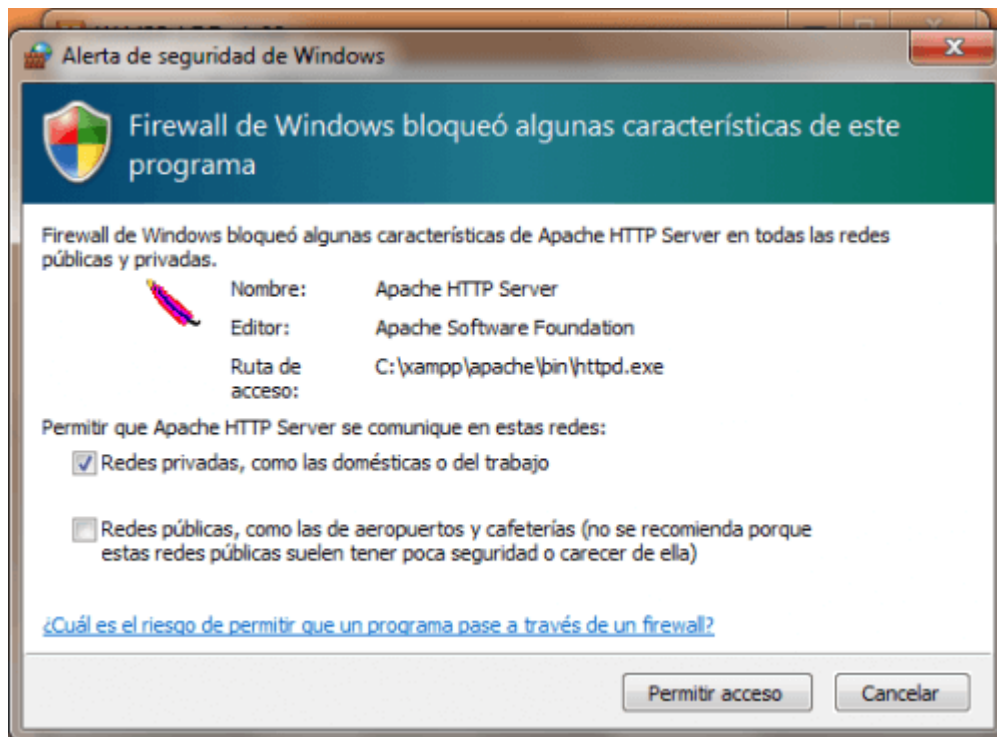 Alerta de seguridad de Windows
Firewall de Windows bloqueó algunas características de este
programa
Firewall de Windows bloqueó algunas características de Apache HTTP Server en todas las redes
públicas y privadas.
Nombre: Apache HTTP Server
Editor: Apache Software Foundation
Ruta de acceso: C:\xampp\apache\bin\httpd.exe
Permitir que Apache HTTP Server se comunique en estas redes:
Redes privadas, como las domésticas o del trabajo
Redes públicas, como las de aeropuertos y cafeterías (no se recomienda porque
estas redes públicas suelen tener poca seguridad o carecer de ella)
¿Cuál es el riesgo de permitir que un programa pase a través de un firewall?
Permitir acceso Cancelar